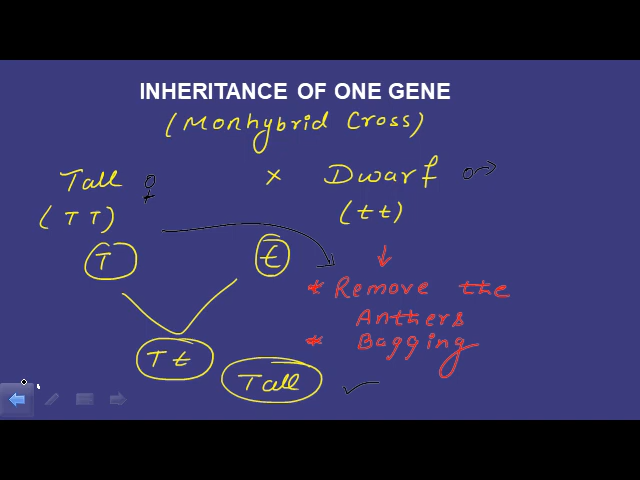 INHERITANCE OF ONE GENE
(Monhybrid Cross)
Tall ♀ × Dwarf ♂
(TT) (tt)
T t
* Remove the
Anthers
* Bagging
Tt
Tall ✓